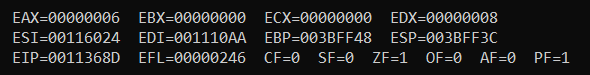 EAX=00000006 EBX=00000000 ECX=00000000 EDX=00000008
ESI=00116024 EDI=001110AA EBP=003BFF48 ESP=003BFF3C
EIP=0011368D EFL=00000246 CF=0 SF=0 ZF=1 OF=0 AF=0 PF=1